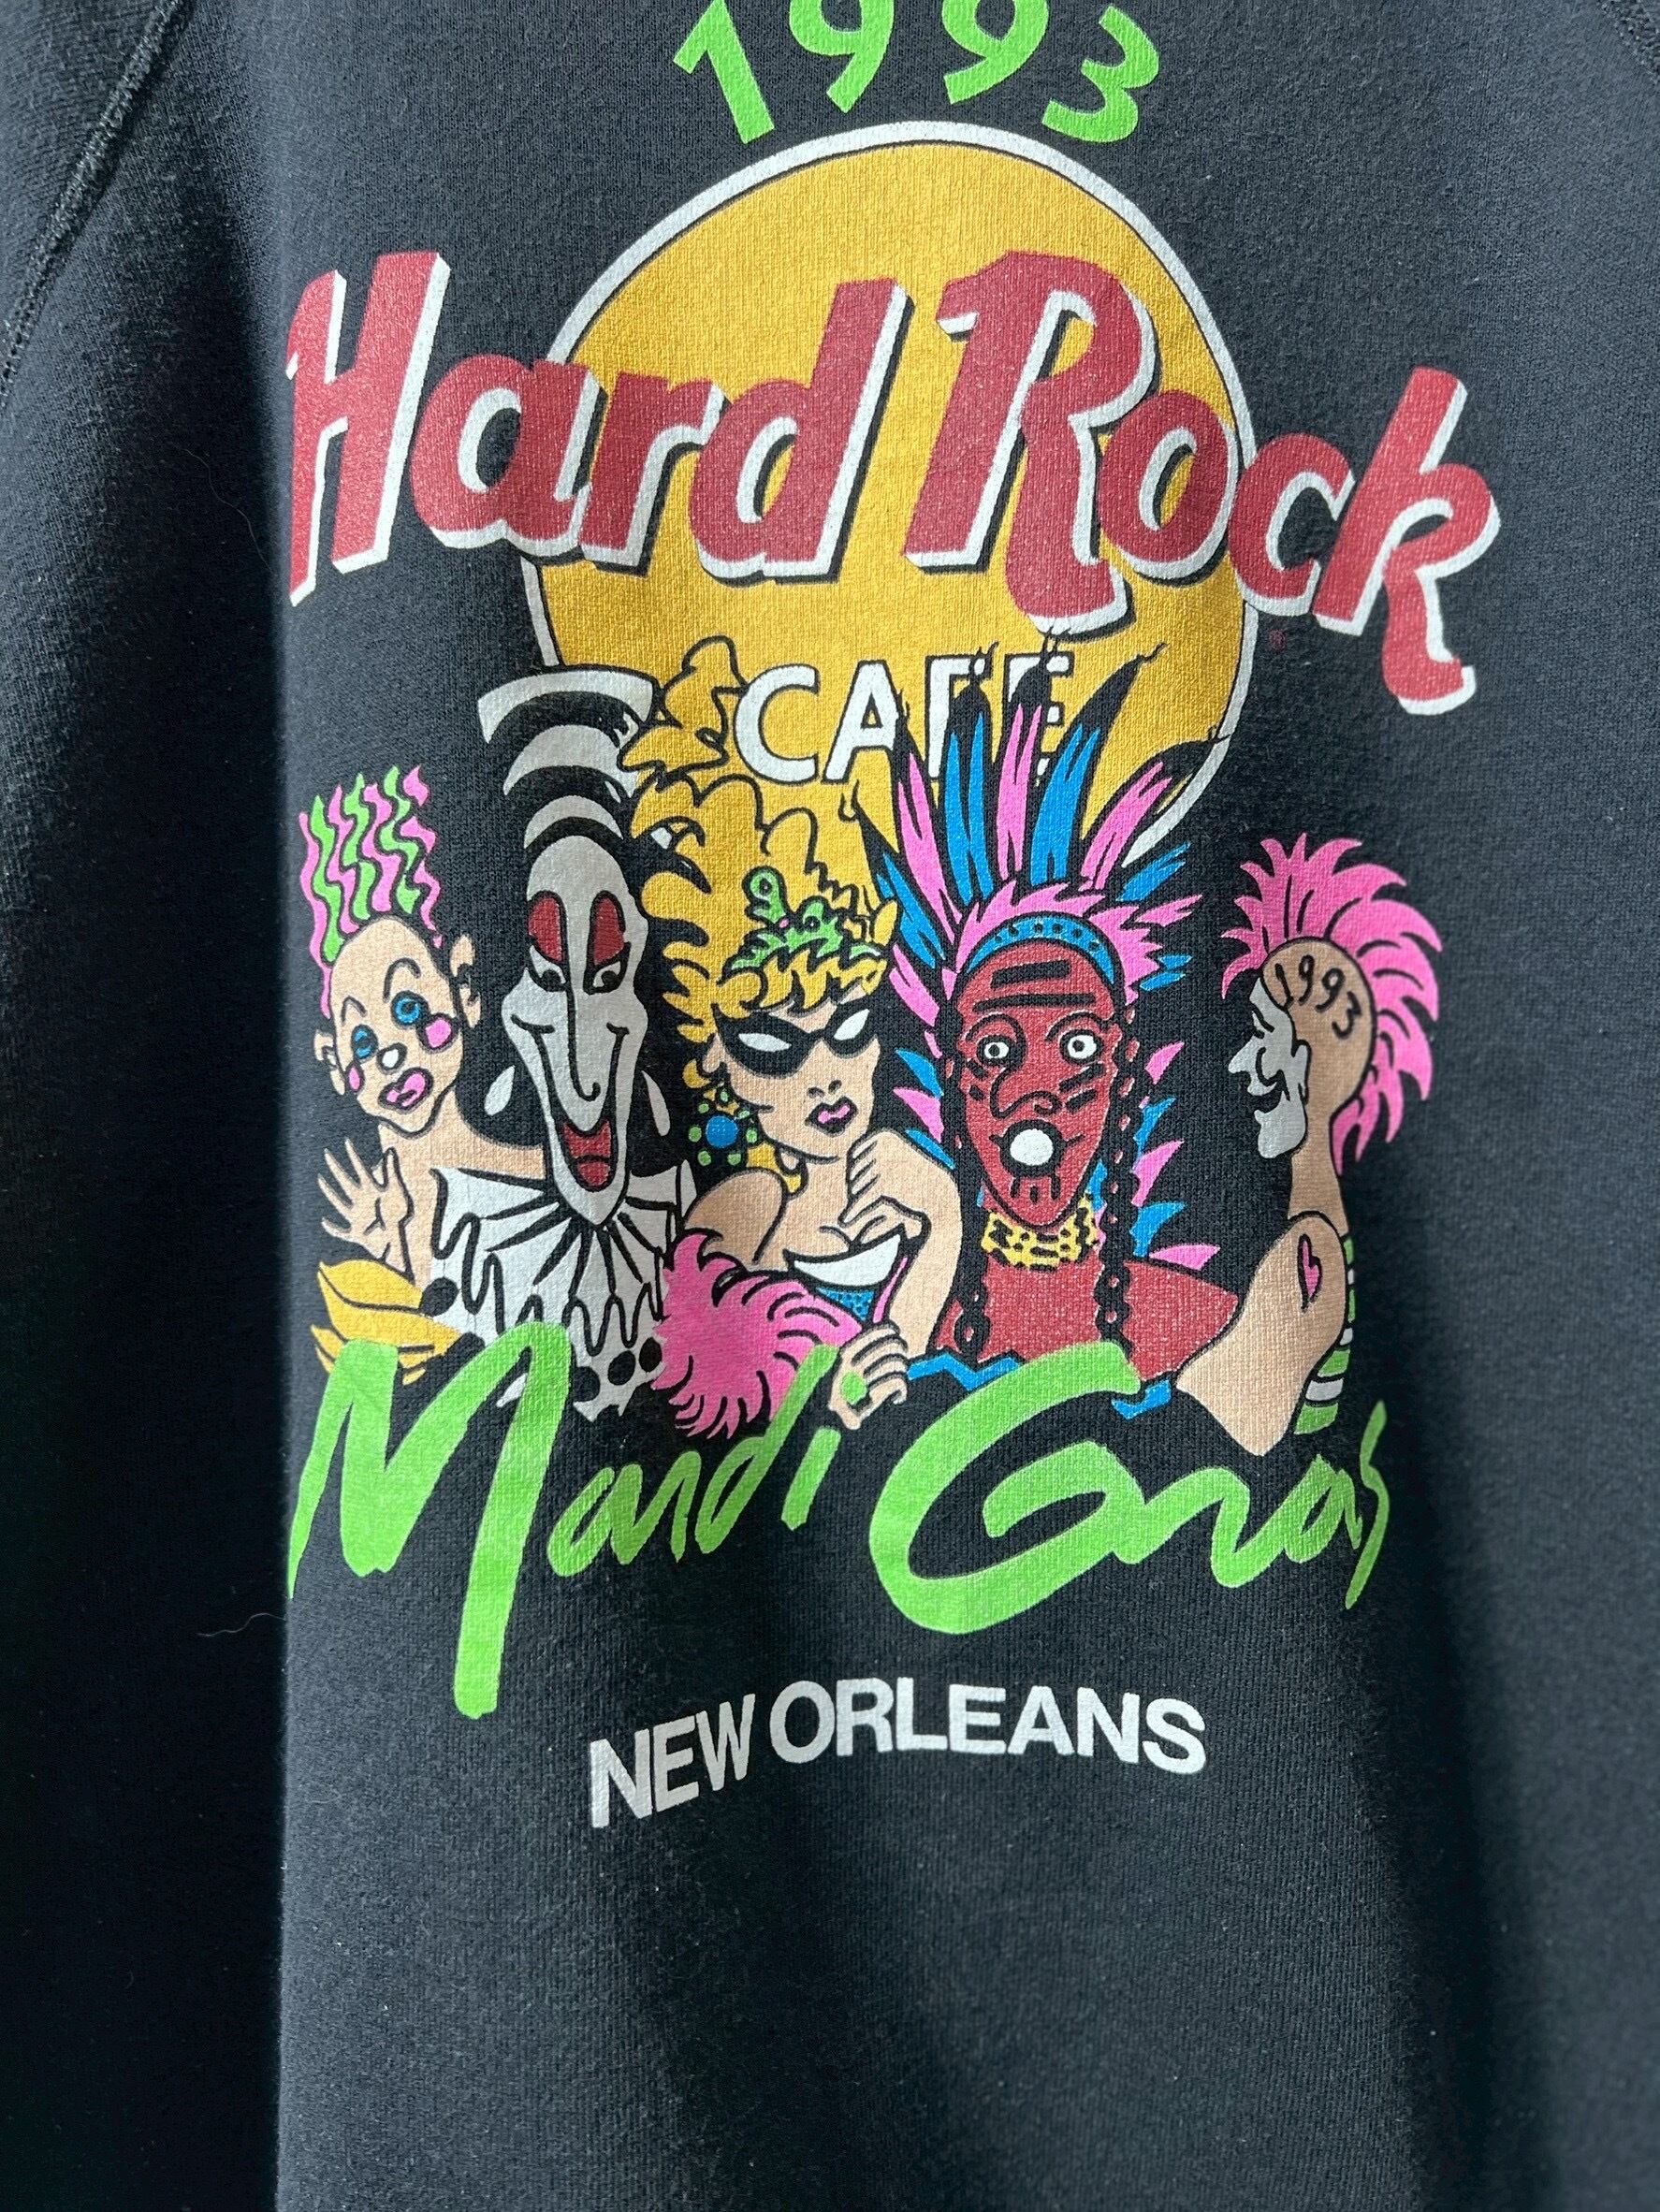 1993
Hard Rock
®
CAFE
1993
Mardi Gras
NEW ORLEANS